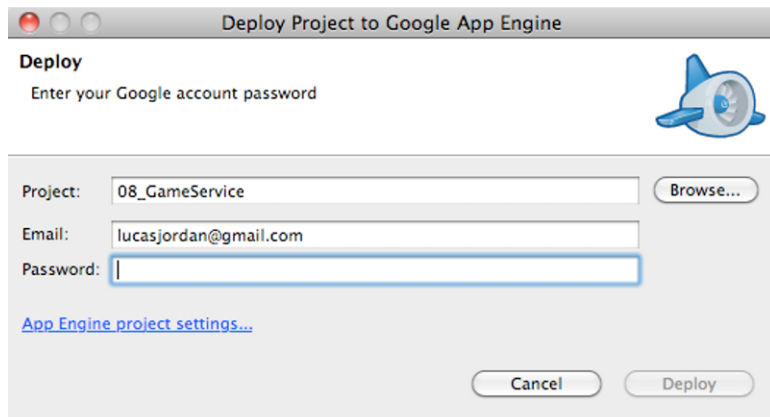 Deploy Project to Google App Engine
Deploy
Enter your Google account password
Project: 08_GameService Browse...
Email: lucasjordan@gmail.com
Password:
App Engine project settings...
Cancel Deploy